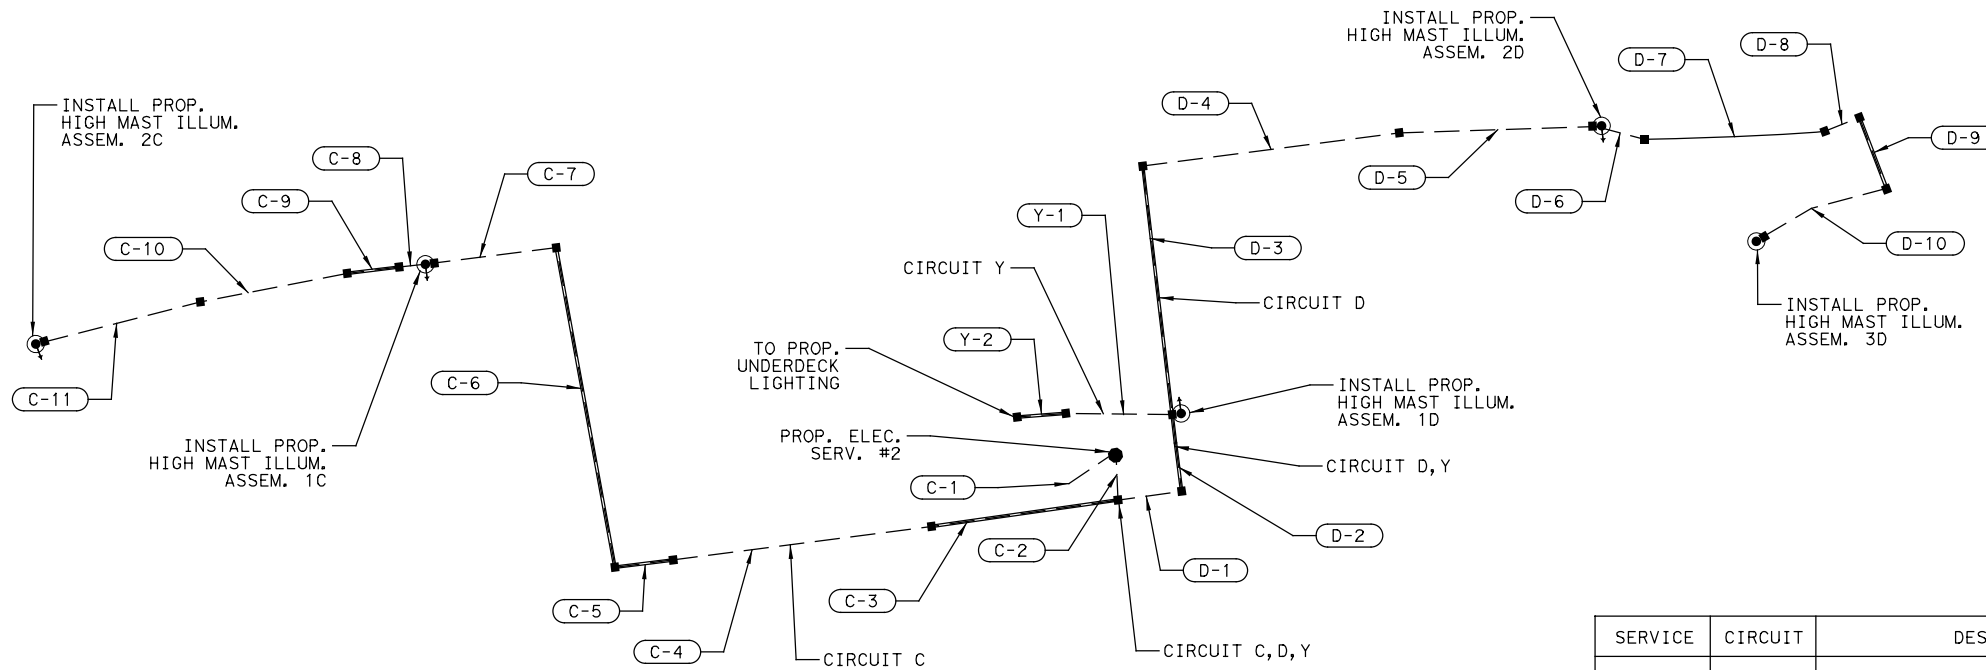 INSTALL PROP.
HIGH MAST ILLUM.
ASSEM. 2C
C-8
C-9
C-7
C-10
C-11
INSTALL PROP.
HIGH MAST ILLUM.
ASSEM. 1C
C-6
C-5
C-4
CIRCUIT C
C-3
C-2
C-1
PROP. ELEC.
SERV. #2
TO PROP.
UNDERDECK
LIGHTING
Y-2
CIRCUIT Y
Y-1
D-4
D-3
CIRCUIT D
INSTALL PROP.
HIGH MAST ILLUM.
ASSEM. 1D
CIRCUIT D,Y
D-2
D-1
CIRCUIT C,D,Y
INSTALL PROP.
HIGH MAST ILLUM.
ASSEM. 2D
D-5
D-6
D-7
D-8
D-9
D-10
INSTALL PROP.
HIGH MAST ILLUM.
ASSEM. 3D
SERVICE CIRCUIT DES